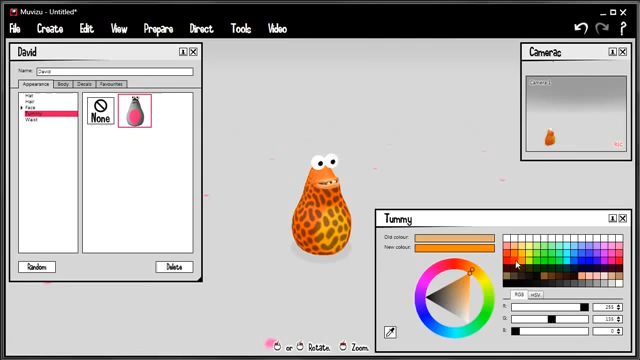 Muvizu - Untitled*
File Create Edit View Prepare Direct Tools Video
David
Name: David
Appearance Body Decals Favourites
Hat
Hair
Face
Tummy
Waist
None
Random Delete
Cameras
Camera 1
REC
Tummy
Old colour:
New colour:
RGB HSV
R: 255
G: 135
B: 0
or Rotate. Zoom.